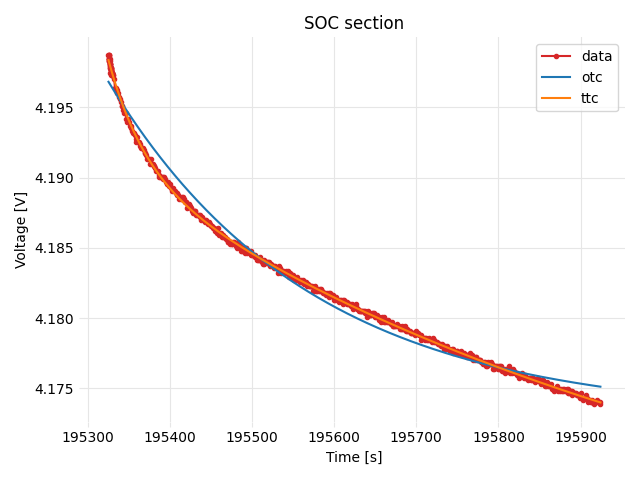 SOC section
data
otc
ttc
4.195
4.190
4.185
4.180
4.175
Voltage [V]
195300 195400 195500 195600 195700 195800 195900
Time [s]